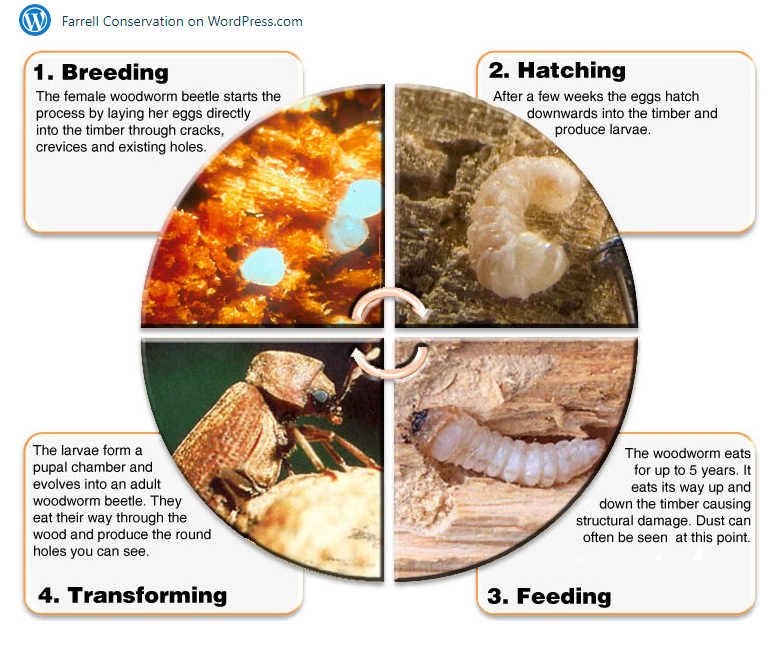 Farrell Conservation on WordPress.com
1. Breeding
The female woodworm beetle starts the
process by laying her eggs directly
into the timber through cracks,
crevices and existing holes.
2. Hatching
After a few weeks the eggs hatch
downwards into the timber and
produce larvae.
The larvae form a
pupal chamber and
evolves into an adult
woodworm beetle. They
eat their way through the
wood and produce the round
holes you can see.
4. Transforming
The woodworm eats
for up to 5 years. It
eats its way up and
down the timber causing
structural damage. Dust can
often be seen at this point.
3. Feeding